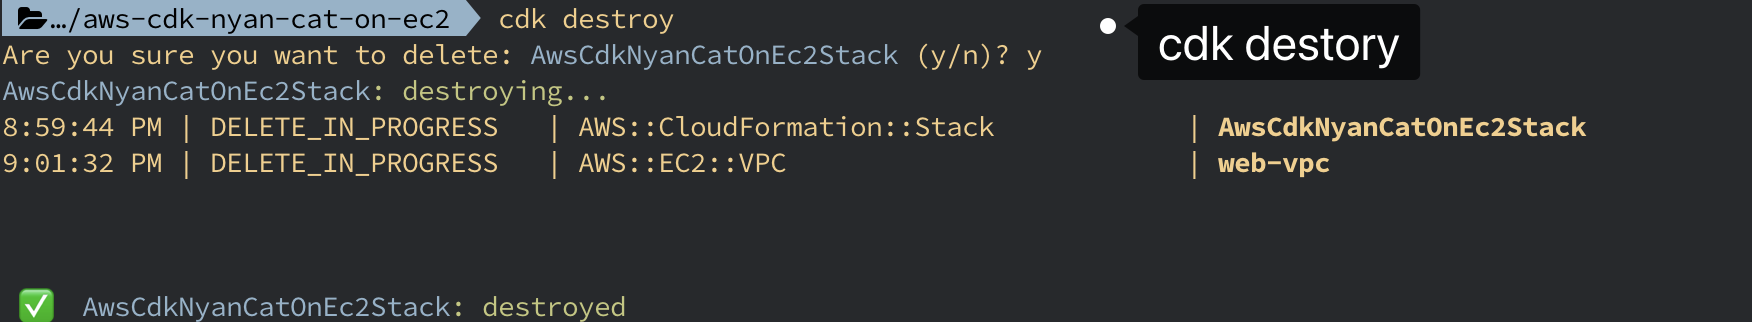 …/aws-cdk-nyan-cat-on-ec2 cdk destroy
cdk destory
Are you sure you want to delete: AwsCdkNyanCatOnEc2Stack (y/n)? y
AwsCdkNyanCatOnEc2Stack: destroying...
8:59:44 PM | DELETE_IN_PROGRESS | AWS::CloudFormation::Stack | AwsCdkNyanCatOnEc2Stack
9:01:32 PM | DELETE_IN_PROGRESS | AWS::EC2::VPC | web-vpc
✅ AwsCdkNyanCatOnEc2Stack: destroyed